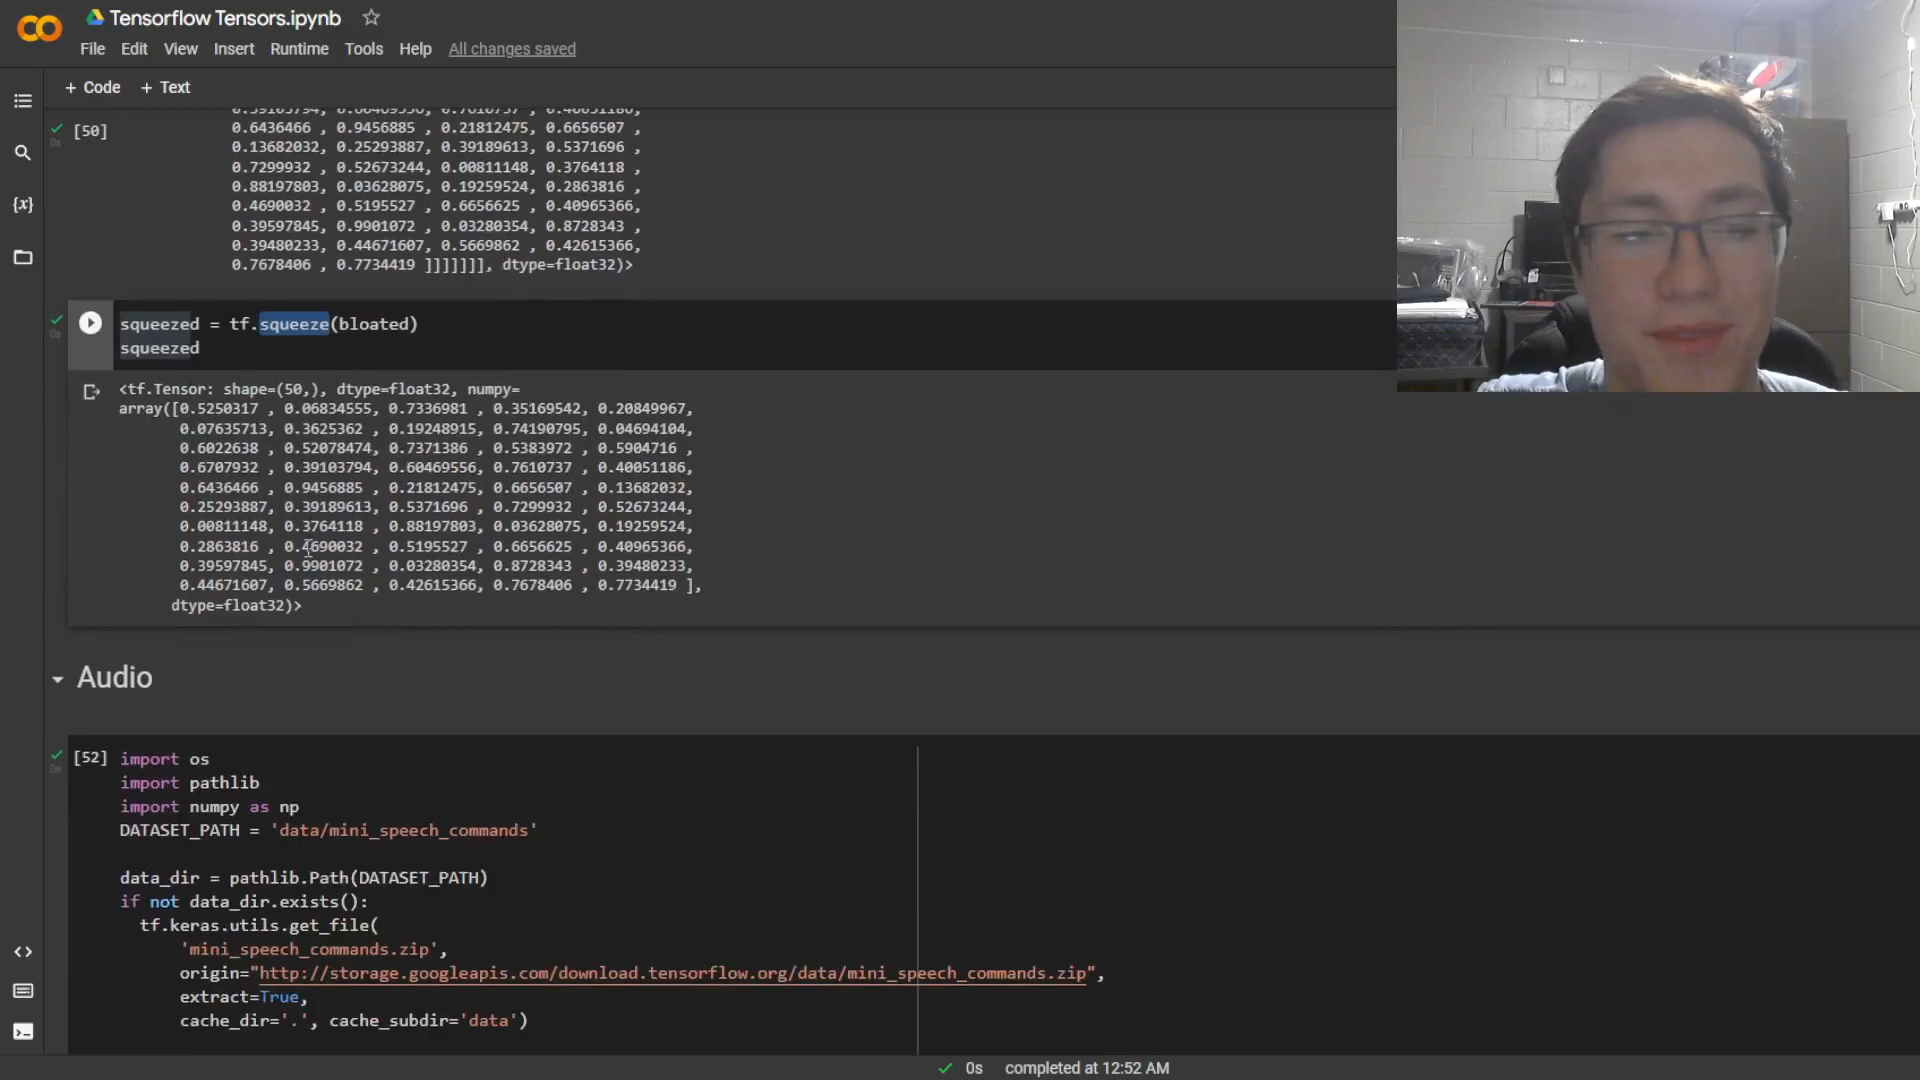 Tensorflow Tensors.ipynb
File Edit View Insert Runtime Tools Help All changes saved
+ Code + Text
[50]
0.6436466 , 0.9456885 , 0.21812475, 0.6656507 ,
0.13682032, 0.25293887, 0.39189613, 0.5371696 ,
0.7299932 , 0.52673244, 0.00811148, 0.3764118 ,
0.88197803, 0.03628075, 0.19259524, 0.2863816 ,
0.4690032 , 0.5195527 , 0.6656625 , 0.40965366,
0.39597845, 0.9901072 , 0.03280354, 0.8728343 ,
0.39480233, 0.44671607, 0.5669862 , 0.42615366,
0.7678406 , 0.7734419 ]]]]]]], dtype=float32)>
squeezed = tf.squeeze(bloated)
squeezed
<tf.Tensor: shape=(50,), dtype=float32, numpy=
array([0.5250317 , 0.06834555, 0.7336981 , 0.35169542, 0.20849967,
0.07635713, 0.3625362 , 0.19248915, 0.74190795, 0.04694104,
0.6022638 , 0.52078474, 0.7371386 , 0.5383972 , 0.5904716 ,
0.6707932 , 0.39103794, 0.60469556, 0.7610737 , 0.40051186,
0.6436466 , 0.9456885 , 0.21812475, 0.6656507 , 0.13682032,
0.25293887, 0.39189613, 0.5371696 , 0.7299932 , 0.52673244,
0.00811148, 0.3764118 , 0.88197803, 0.03628075, 0.19259524,
0.2863816 , 0.4690032 , 0.5195527 , 0.6656625 , 0.40965366,
0.39597845, 0.9901072 , 0.03280354, 0.8728343 , 0.39480233,
0.44671607, 0.5669862 , 0.42615366, 0.7678406 , 0.7734419 ],
dtype=float32)>
Audio
[52] import os
import pathlib
import numpy as np
DATASET_PATH = 'data/mini_speech_commands'
data_dir = pathlib.Path(DATASET_PATH)
if not data_dir.exists():
tf.keras.utils.get_file(
'mini_speech_commands.zip',
origin="http://storage.googleapis.com/download.tensorflow.org/data/mini_speech_commands.zip",
extract=True,
cache_dir='.', cache_subdir='data')
0s completed at 12:52 AM